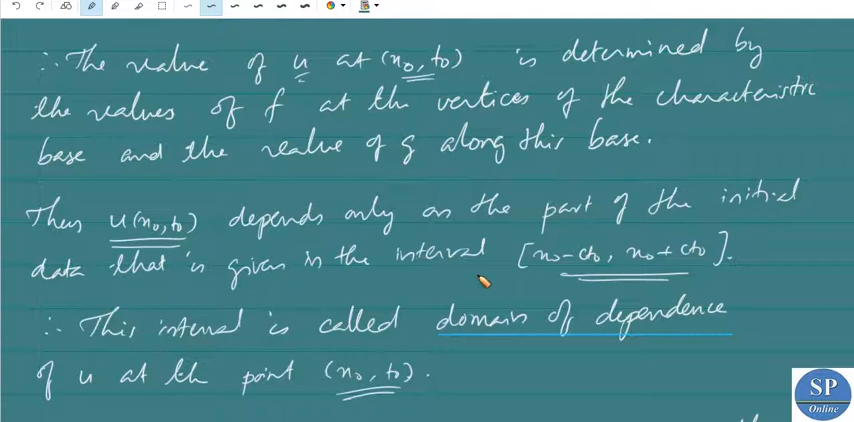 ∴ The value of u at (x₀, t₀) is determined by
the values of f at the vertices of the characteristic
base and the value of g along this base.
Thus u(x₀, t₀) depends only on the part of the initial
data that is given in the interval [x₀-ct₀, x₀+ct₀].
∴ This interval is called domain of dependence
of u at the point (x₀, t₀).
the
SP
Online